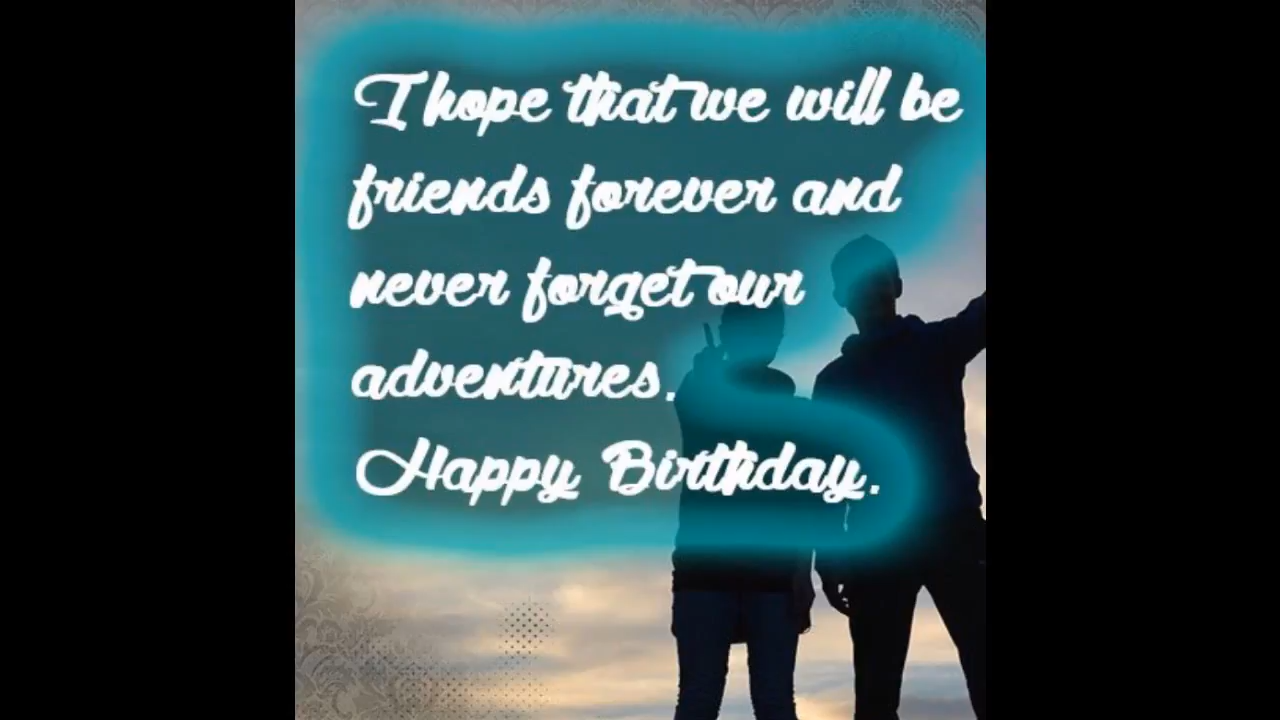 I hope that we will be
friends forever and
never forget our
adventures.
Happy Birthday.